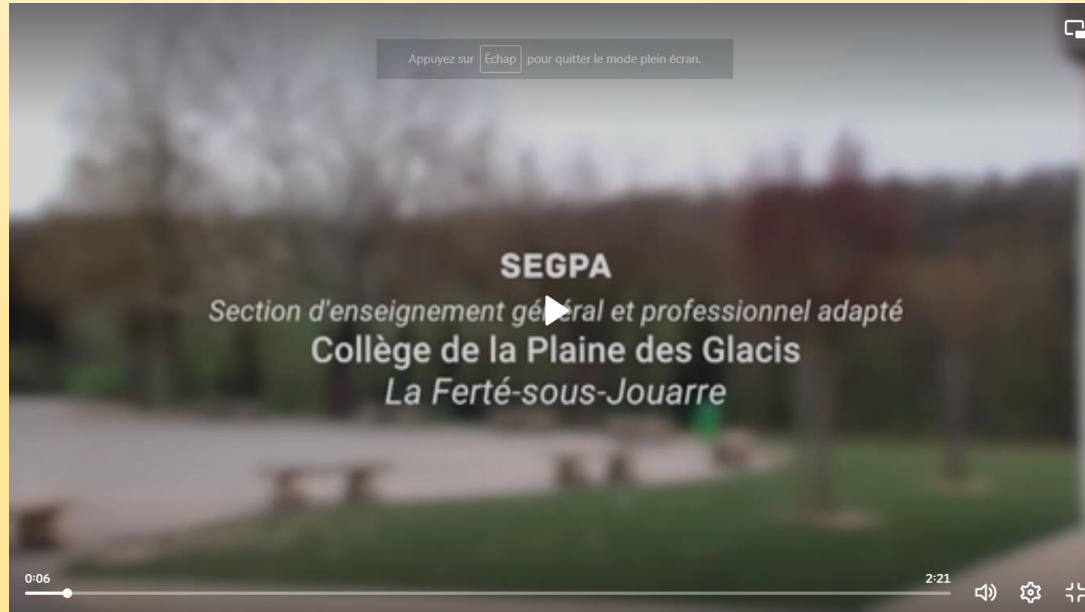 Appuyez sur Échap pour quitter le mode plein écran.
SEGPA
Section d'enseignement général et professionnel adapté
Collège de la Plaine des Glacis
La Ferté-sous-Jouarre
0:06
2:21